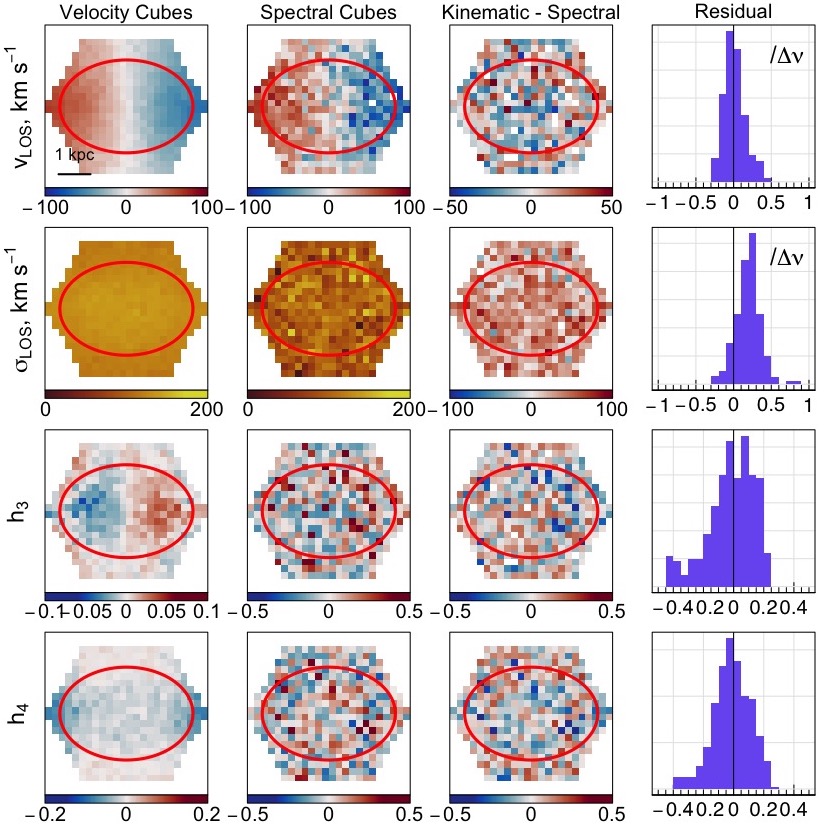 Velocity Cubes Spectral Cubes Kinematic - Spectral Residual
vLOS, km s−1
1 kpc
/Δν
−100 0 100 −100 0 100 −50 0 50 −1 −0.5 0 0.5 1
σLOS, km s−1
/Δν
0 200 0 200 −100 0 100 −1 −0.5 0 0.5 1
h3
−0.1 −0.05 0 0.05 0.1 −0.5 0 0.5 −0.5 0 0.5 −0.4 0.2 0 0.2 0.4
h4
−0.2 0 0.2 −0.5 0 0.5 −0.5 0 0.5 −0.4 0.2 0 0.2 0.4